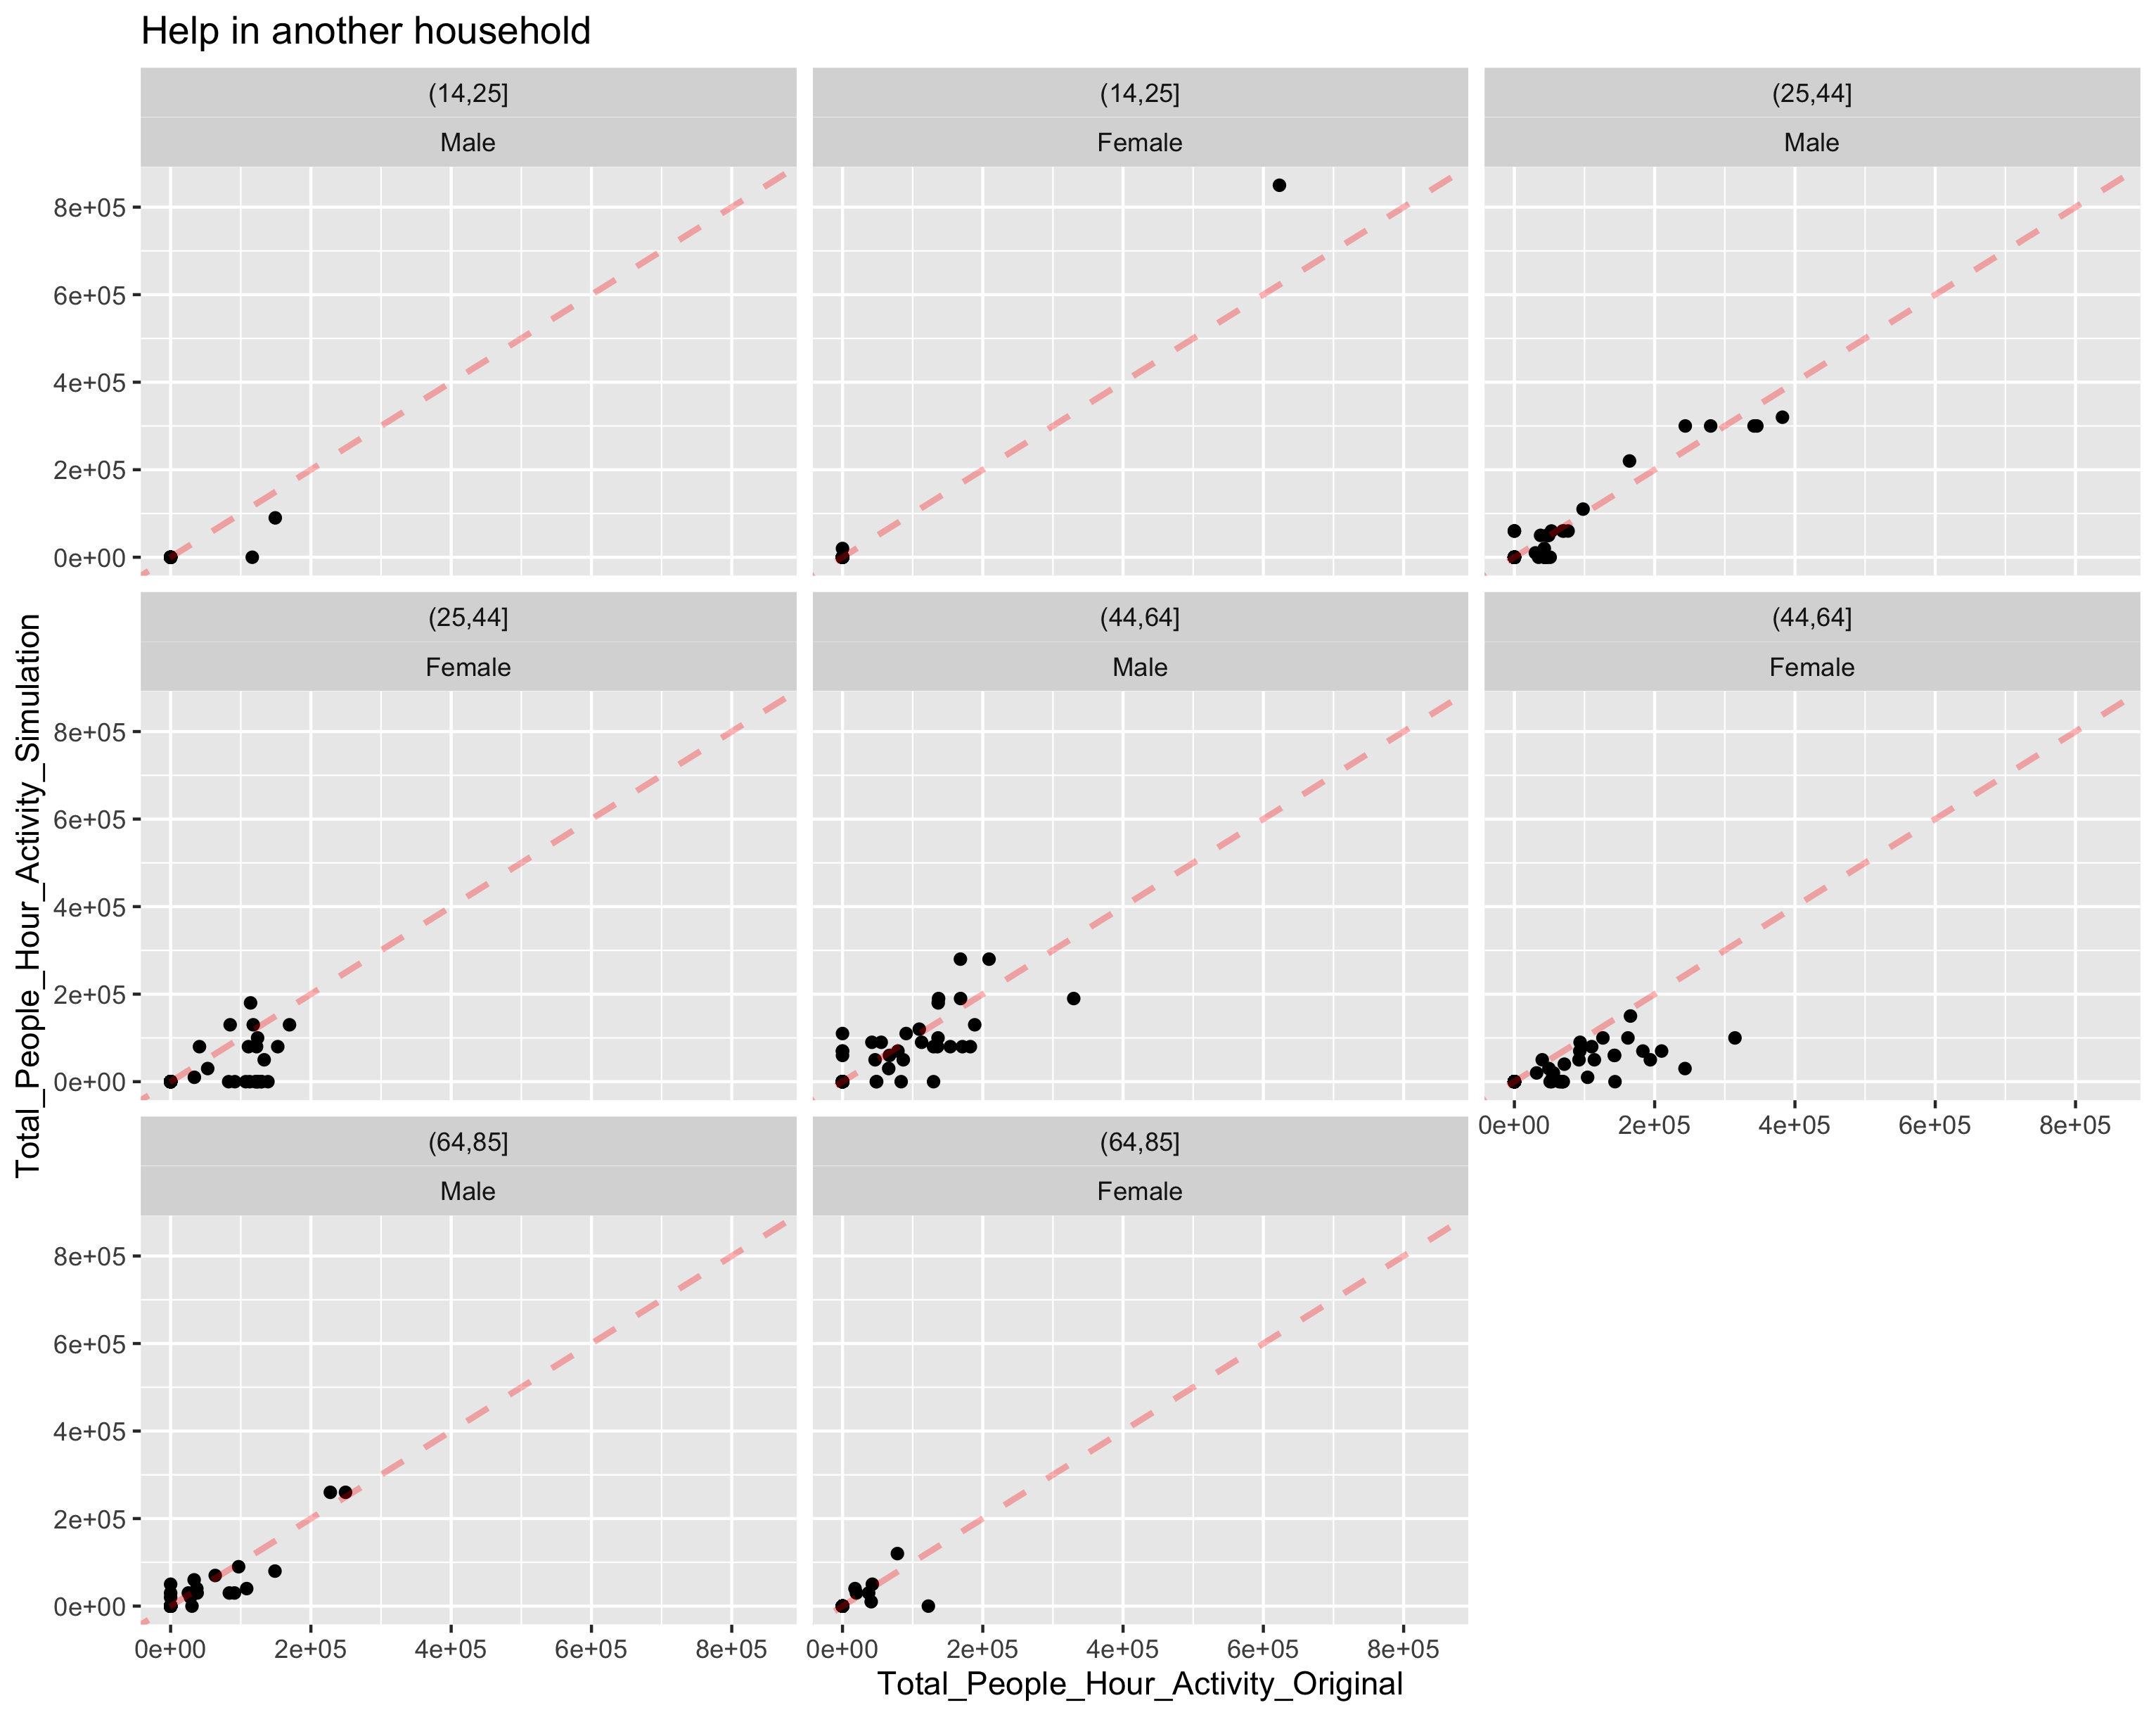 Help in another household
(14,25]
(14,25]
(25,44]
Male
Female
Male
8e+05
6e+05
4e+05
2e+05
0e+00
(25,44]
(44,64]
(44,64]
Female
Male
Female
8e+05
6e+05
4e+05
2e+05
0e+00
0e+00 2e+05 4e+05 6e+05 8e+05
(64,85]
(64,85]
Male
Female
8e+05
6e+05
4e+05
2e+05
0e+00
0e+00 2e+05 4e+05 6e+05 8e+05
0e+00 2e+05 4e+05 6e+05 8e+05
Total_People_Hour_Activity_Original
Total_People_Hour_Activity_Simulation